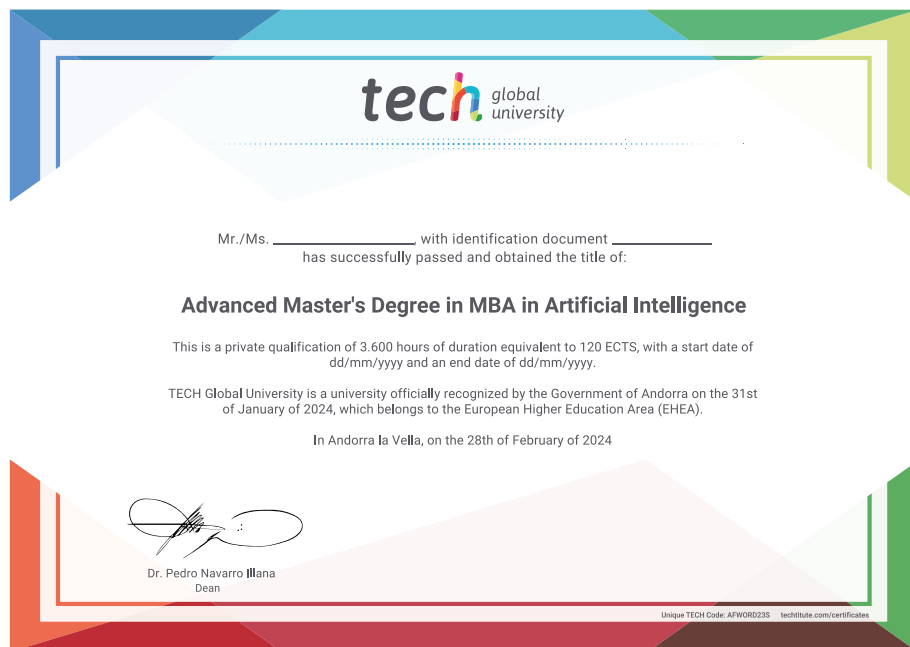 tech global
university
Mr./Ms. ________________, with identification document ____________
has successfully passed and obtained the title of:
Advanced Master's Degree in MBA in Artificial Intelligence
This is a private qualification of 3.600 hours of duration equivalent to 120 ECTS, with a start date of
dd/mm/yyyy and an end date of dd/mm/yyyy.
TECH Global University is a university officially recognized by the Government of Andorra on the 31st
of January of 2024, which belongs to the European Higher Education Area (EHEA).
In Andorra la Vella, on the 28th of February of 2024
Dr. Pedro Navarro Illana
Dean
Unique TECH Code: AFWORD23S techtitute.com/certificates